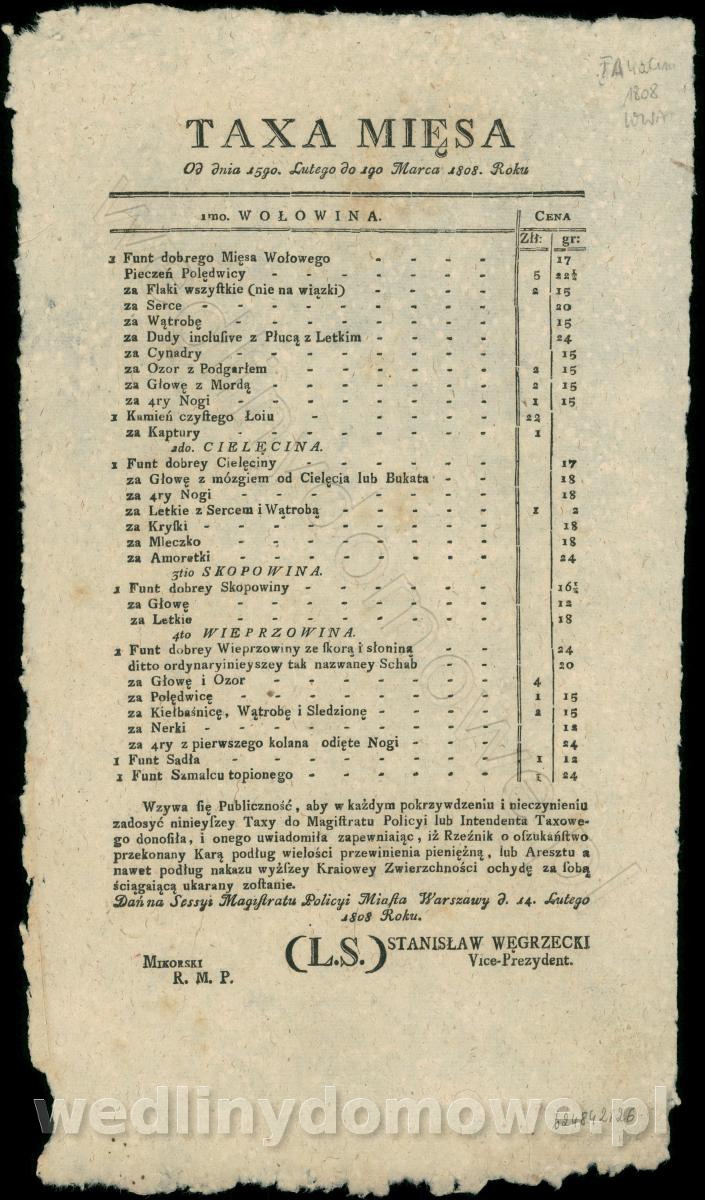 1808
TAXA MIĘSA
Od dnia 15go. Lutego do 1go Marca 1808. Roku
1mo. WOŁOWINA. CENA
Złł: gr:
1 Funt dobrego Mięsa Wołowego - - - - 17
Pieczeń Polędwicy - - - - - - - 5 22½
za Flaki wszyſtkie (nie na wiązki) - - - - 2 15
za Serce - - - - - - - - - 20
za Wątrobę - - - - - - - - 15
za Dudy incluſive z Płucą z Letkim - - - - 24
za Cynadry - - - - - - - - 15
za Ozor z Podgarłem - - - - - - 2 15
za Głowę z Mordą - - - - - - - 2 15
za 4ry Nogi - - - - - - - - 1 15
1 Kamień czyſtego Łoiu - - - - - - 22
za Kaptury - - - - - - - - 1
2do. CIELĘCINA.
1 Funt dobrey Cielęciny - - - - - - 17
za Głowę z mózgiem od Cielęcia lub Bukata - - 18
za 4ry Nogi - - - - - - - - 18
za Letkie z Sercem i Wątrobą - - - - - 1 2
za Kryſki - - - - - - - - - 18
za Mleczko - - - - - - - - 18
za Amoretki - - - - - - - - 24
3tio SKOPOWINA.
1 Funt dobrey Skopowiny - - - - - - 16½
za Głowę - - - - - - - - 12
za Letkie - - - - - - - - 18
4to WIEPRZOWINA.
1 Funt dobrey Wieprzowiny ze ſkorą i słoniną - - 24
ditto ordynaryinieyszey tak nazwaney Schab - - 20
za Głowę i Ozor - - - - - - - 4
za Polędwicę - - - - - - - - 1 15
za Kiełbaśnicę, Wątrobę i Sledzionę - - - - 2 15
za Nerki - - - - - - - - - 12
za 4ry z pierwszego kolana odięte Nogi - - - 24
1 Funt Sadła - - - - - - - - 1 12
1 Funt Szmalcu topionego - - - - - - 1 24
Wzywa ſię Publiczność, aby w każdym pokrzywdzeniu i nieczynieniu
zadosyć ninieyſzey Taxy do Magiſtratu Policyi lub Intendenta Taxowe-
go donoſiła, i onego uwiadomiła zapewniaiąc, iż Rzeźnik o oſzukańſtwo
przekonany Karą podług wielości przewinienia pieniężną, lub Aresztu a
nawet podług nakazu wyżſzey Kraiowey Zwierzchności ochydę za ſobą
ściągaiącą ukarany zoſtanie.
Dań na Sessyi Magiſtratu Policyi Miaſta Warszawy d. 14. Lutego
1808 Roku.
(L.S.) STANISŁAW WĘGRZECKI
MIKORSKI Vice-Prezydent.
R. M. P.
wedlinydomowe.pl